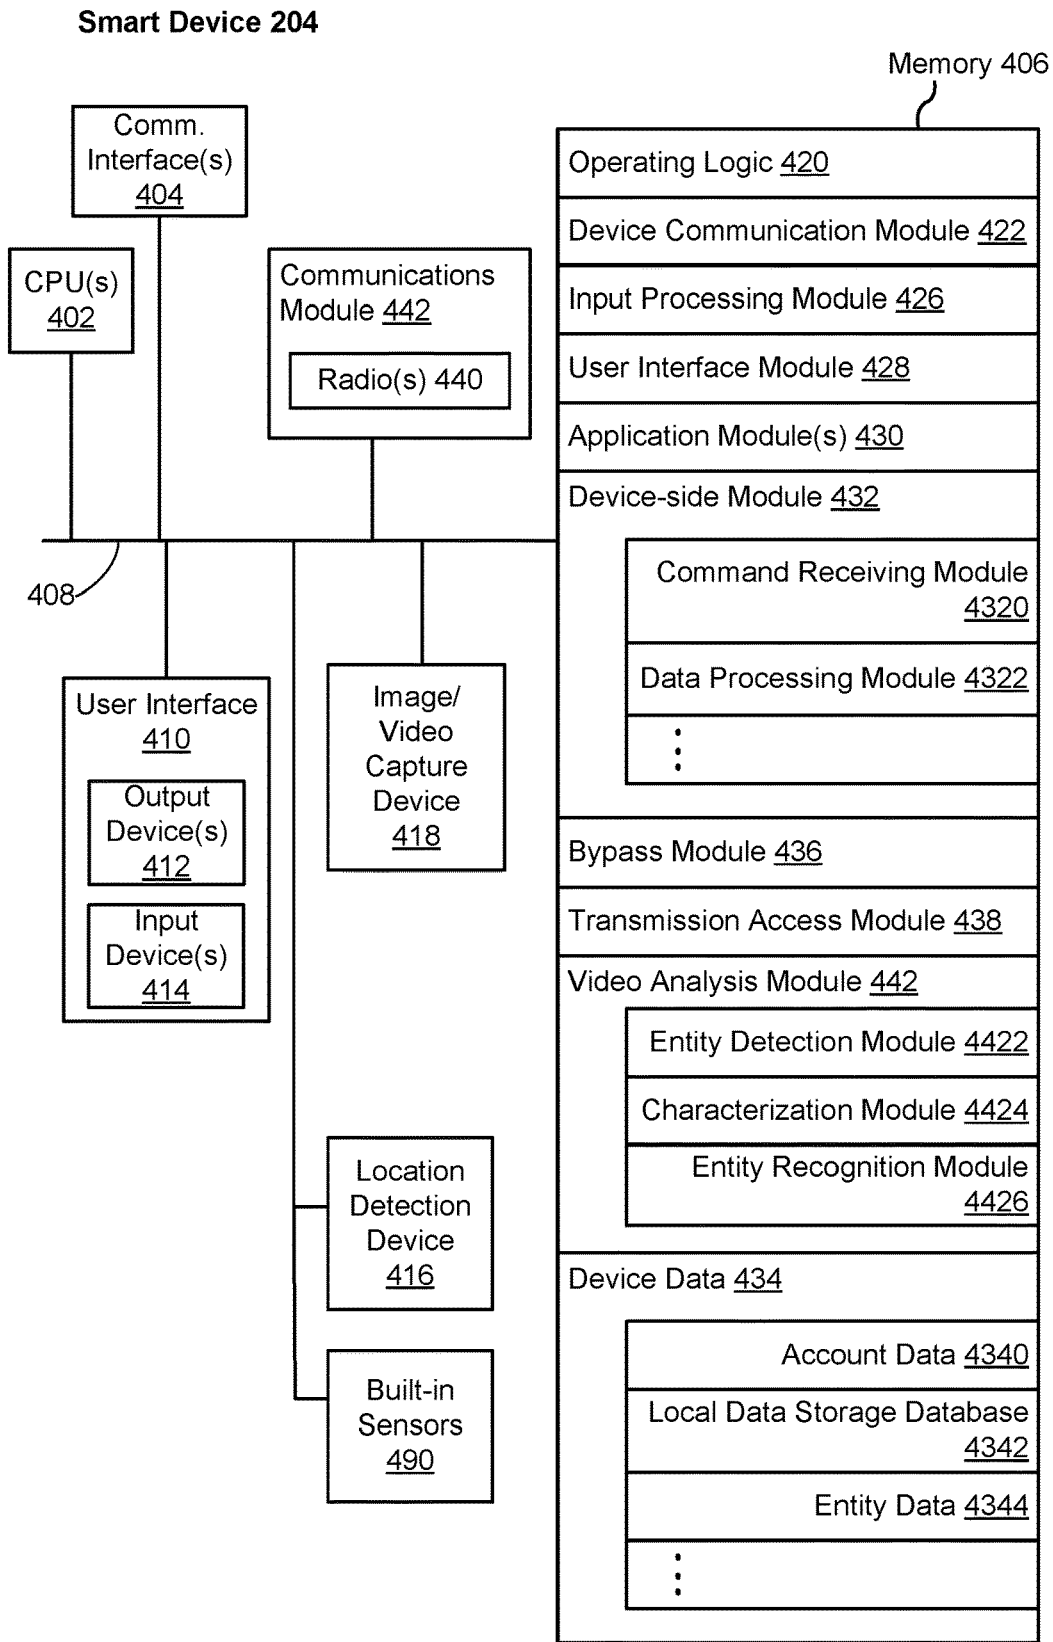 Smart Device 204
Memory 406
Comm.
Interface(s)
404
CPU(s)
402
Communications
Module 442
Radio(s) 440
408
User Interface
410
Output
Device(s)
412
Input
Device(s)
414
Image/
Video
Capture
Device
418
Location
Detection
Device
416
Built-in
Sensors
490
Operating Logic 420
Device Communication Module 422
Input Processing Module 426
User Interface Module 428
Application Module(s) 430
Device-side Module 432
Command Receiving Module
4320
Data Processing Module 4322
Bypass Module 436
Transmission Access Module 438
Video Analysis Module 442
Entity Detection Module 4422
Characterization Module 4424
Entity Recognition Module
4426
Device Data 434
Account Data 4340
Local Data Storage Database
4342
Entity Data 4344